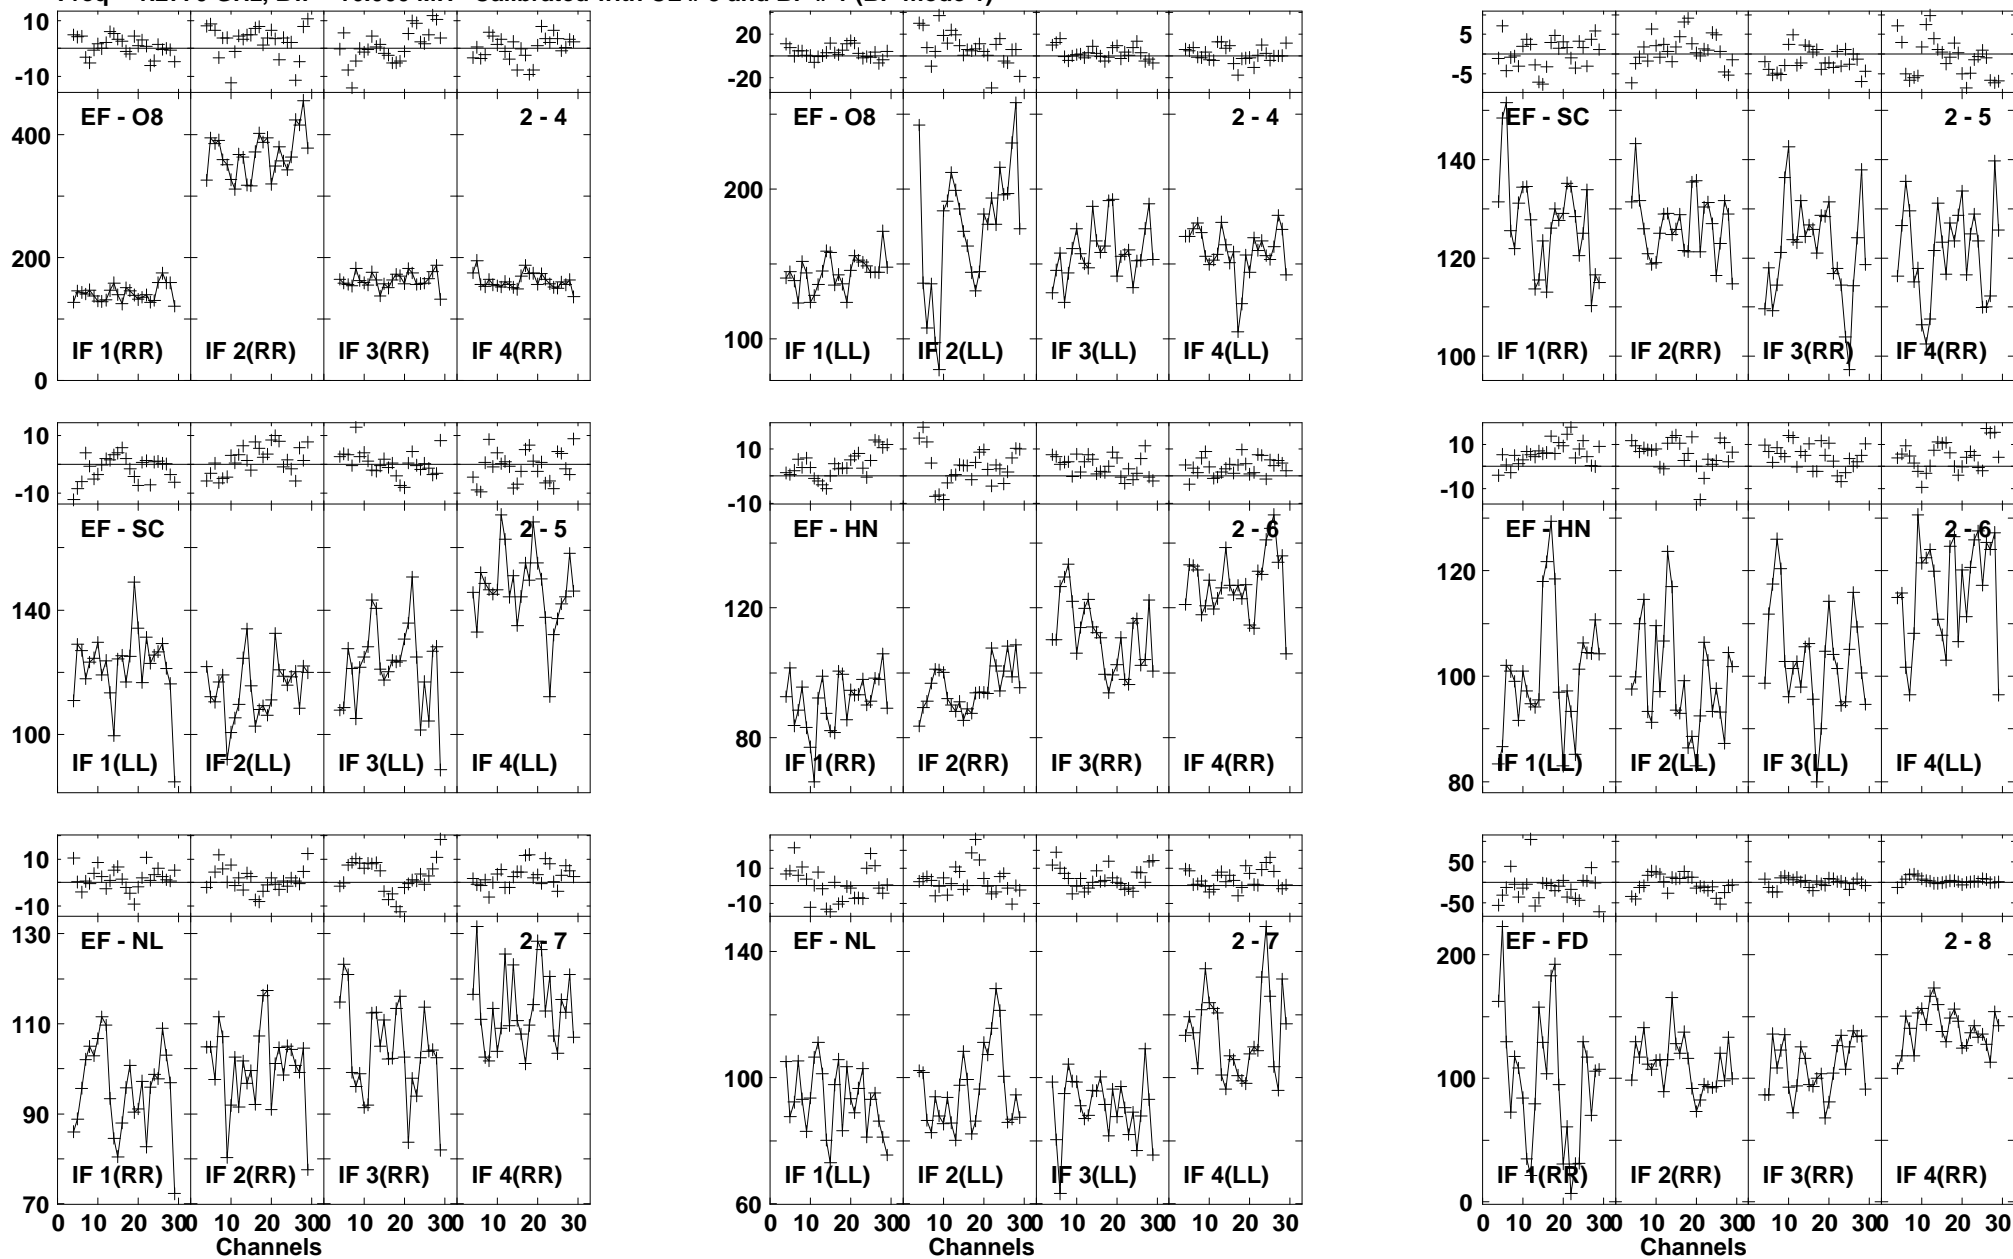 10
-10
400
200
0
EF - O8
2 - 4
IF 1(RR)
IF 2(RR)
IF 3(RR)
IF 4(RR)
20
-20
200
100
EF - O8
2 - 4
IF 1(LL)
IF 2(LL)
IF 3(LL)
IF 4(LL)
5
-5
140
120
100
EF - SC
2 - 5
IF 1(RR)
IF 2(RR)
IF 3(RR)
IF 4(RR)
10
-10
140
100
EF - SC
2 - 5
IF 1(LL)
IF 2(LL)
IF 3(LL)
IF 4(LL)
10
-10
120
80
EF - HN
2 - 6
IF 1(RR)
IF 2(RR)
IF 3(RR)
IF 4(RR)
10
-10
120
100
80
EF - HN
2 - 6
IF 1(LL)
IF 2(LL)
IF 3(LL)
IF 4(LL)
10
-10
130
110
90
70
EF - NL
2 - 7
IF 1(RR)
IF 2(RR)
IF 3(RR)
IF 4(RR)
0 10 20 30 0 10 20 30 0 10 20 30 0 10 20 30
Channels
10
-10
140
100
60
EF - NL
2 - 7
IF 1(LL)
IF 2(LL)
IF 3(LL)
IF 4(LL)
0 10 20 30 0 10 20 30 0 10 20 30 0 10 20 30
Channels
50
-50
200
100
0
EF - FD
2 - 8
IF 1(RR)
IF 2(RR)
IF 3(RR)
IF 4(RR)
0 10 20 30 0 10 20 30 0 10 20 30 0 10 20 30
Channels